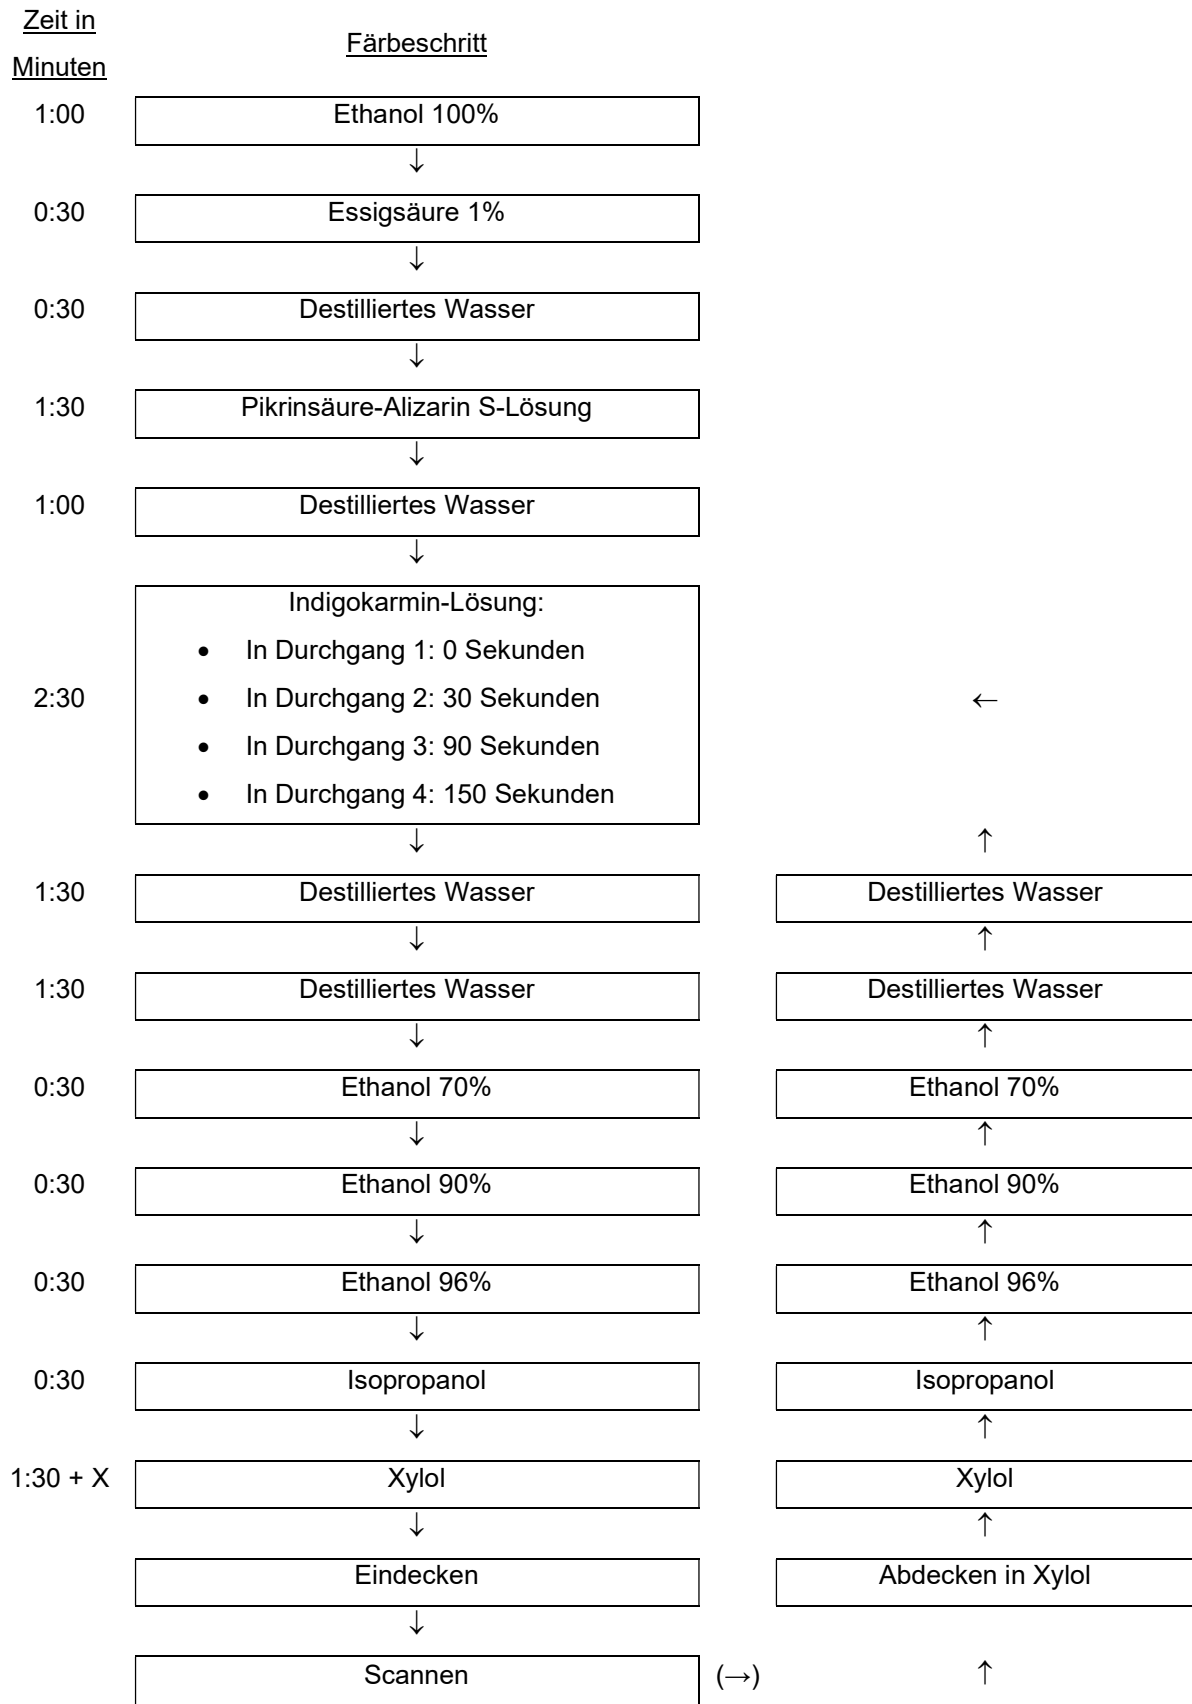 Zeit in
Minuten
Färbeschritt
1:00 Ethanol 100%
↓
0:30 Essigsäure 1%
↓
0:30 Destilliertes Wasser
↓
1:30 Pikrinsäure-Alizarin S-Lösung
↓
1:00 Destilliertes Wasser
↓
Indigokarmin-Lösung:
• In Durchgang 1: 0 Sekunden
2:30 • In Durchgang 2: 30 Sekunden ←
• In Durchgang 3: 90 Sekunden
• In Durchgang 4: 150 Sekunden
↓ ↑
1:30 Destilliertes Wasser Destilliertes Wasser
↓ ↑
1:30 Destilliertes Wasser Destilliertes Wasser
↓ ↑
0:30 Ethanol 70% Ethanol 70%
↓ ↑
0:30 Ethanol 90% Ethanol 90%
↓ ↑
0:30 Ethanol 96% Ethanol 96%
↓ ↑
0:30 Isopropanol Isopropanol
↓ ↑
1:30 + X Xylol Xylol
↓ ↑
Eindecken Abdecken in Xylol
↓
Scannen (→) ↑